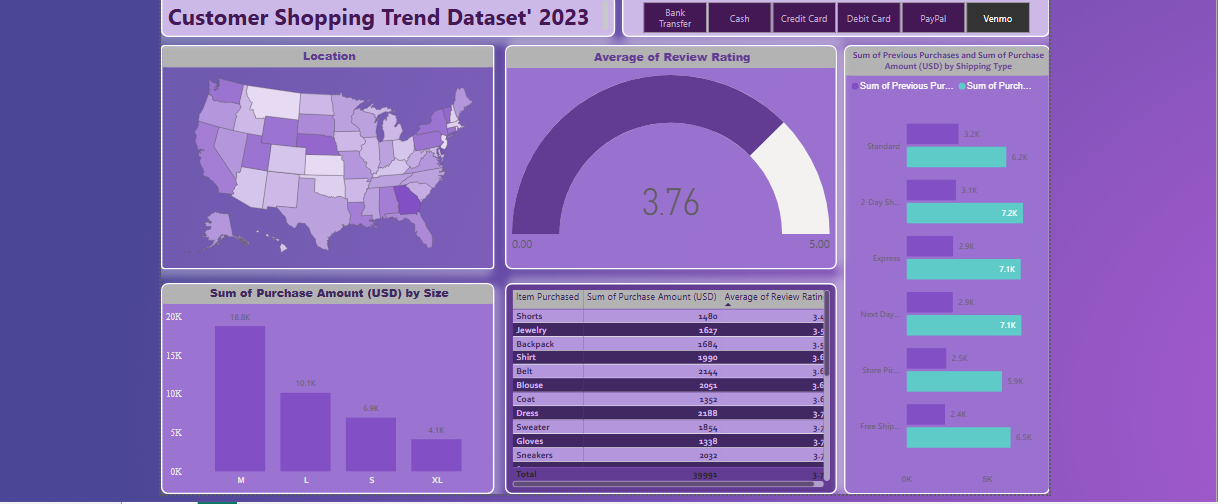 Customer Shopping Trend Dataset' 2023
Bank
Transfer
Cash
Credit Card
Debit Card
PayPal
Venmo
Location
Average of Review Rating
3.76
0.00
5.00
Sum of Previous Purchases and Sum of Purchase
Amount (USD) by Shipping Type
Sum of Previous Pur...
Sum of Purch...
Standard
3.2K
6.2K
2-Day Sh...
3.1K
7.2K
Express
2.9K
7.1K
Next Day...
2.9K
7.1K
Store Pic...
2.5K
5.9K
Free Ship...
2.4K
6.5K
0K
5K
Sum of Purchase Amount (USD) by Size
20K
15K
10K
5K
0K
18.8K
10.1K
6.9K
4.1K
M
L
S
XL
Item Purchased Sum of Purchase Amount (USD) Average of Review Ratin
Shorts 1480 3.4
Jewelry 1627 3.5
Backpack 1684 3.5
Shirt 1990 3.6
Belt 2144 3.6
Blouse 2051 3.6
Coat 1352 3.6
Dress 2188 3.7
Sweater 1854 3.7
Gloves 1338 3.7
Sneakers 2032 3.7
Total 39991 3.7